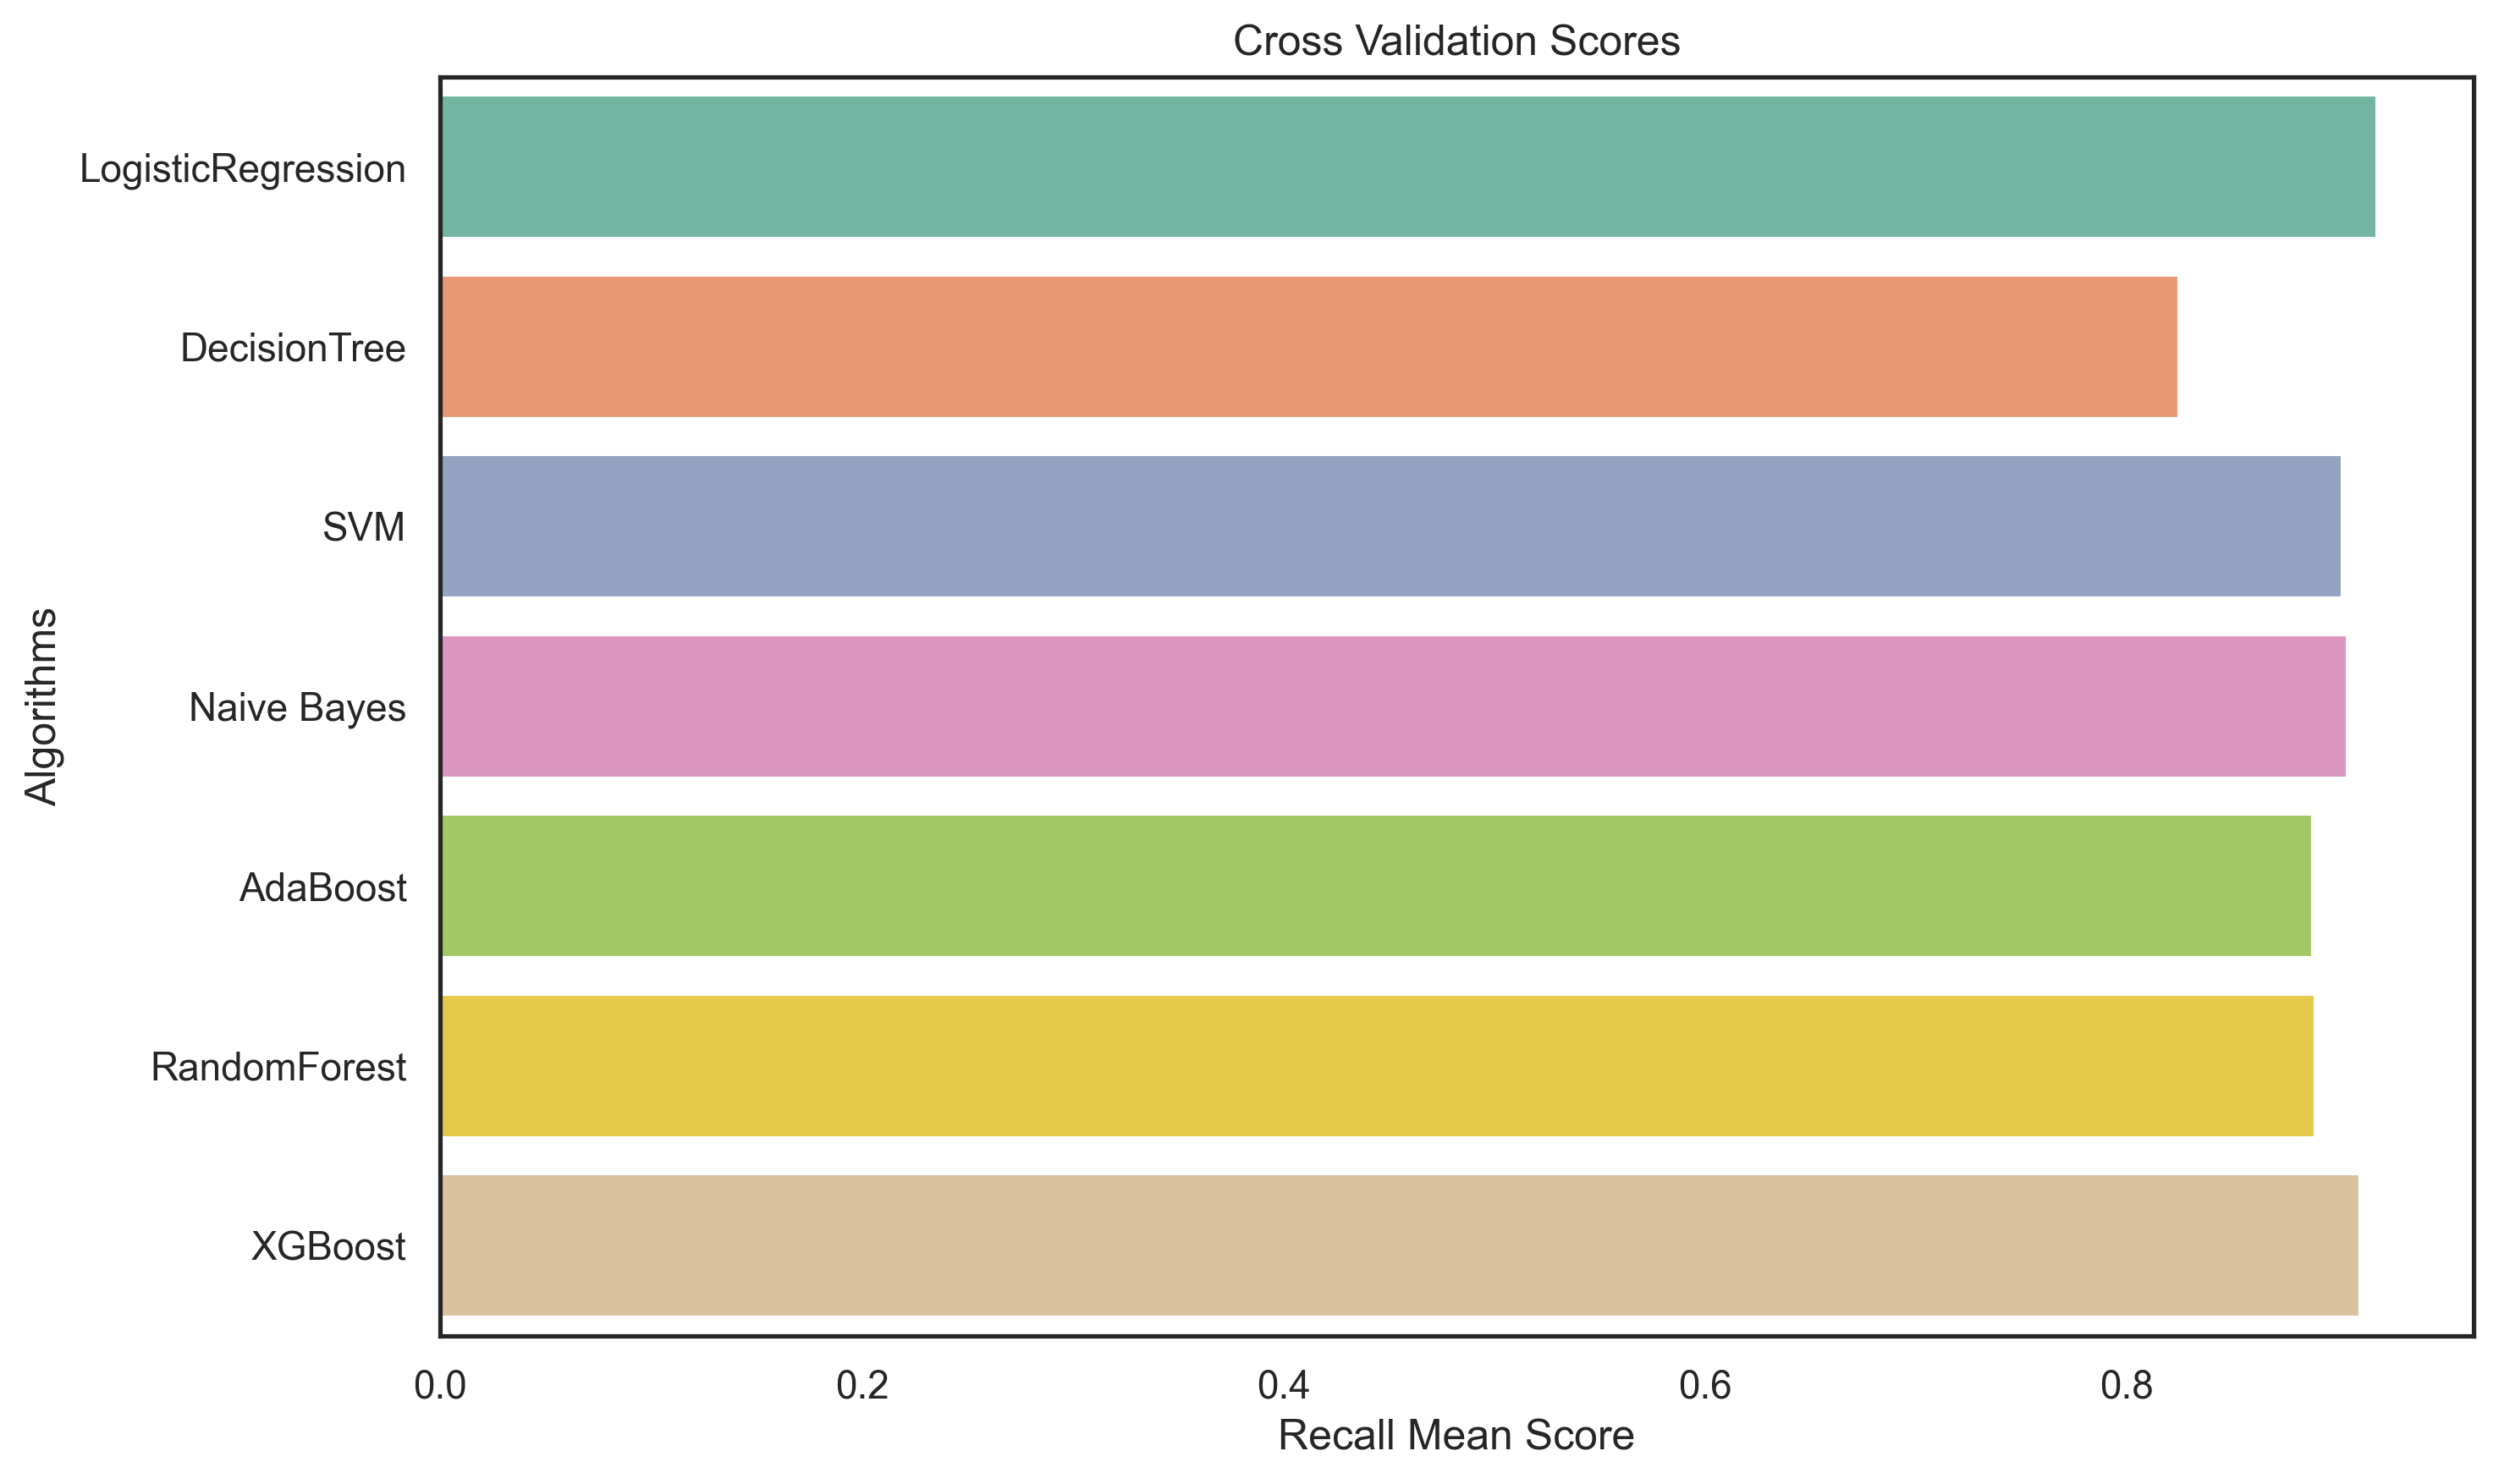 Cross Validation Scores
LogisticRegression
DecisionTree
SVM
Naive Bayes
AdaBoost
RandomForest
XGBoost
Algorithms
0.0 0.2 0.4 0.6 0.8
Recall Mean Score